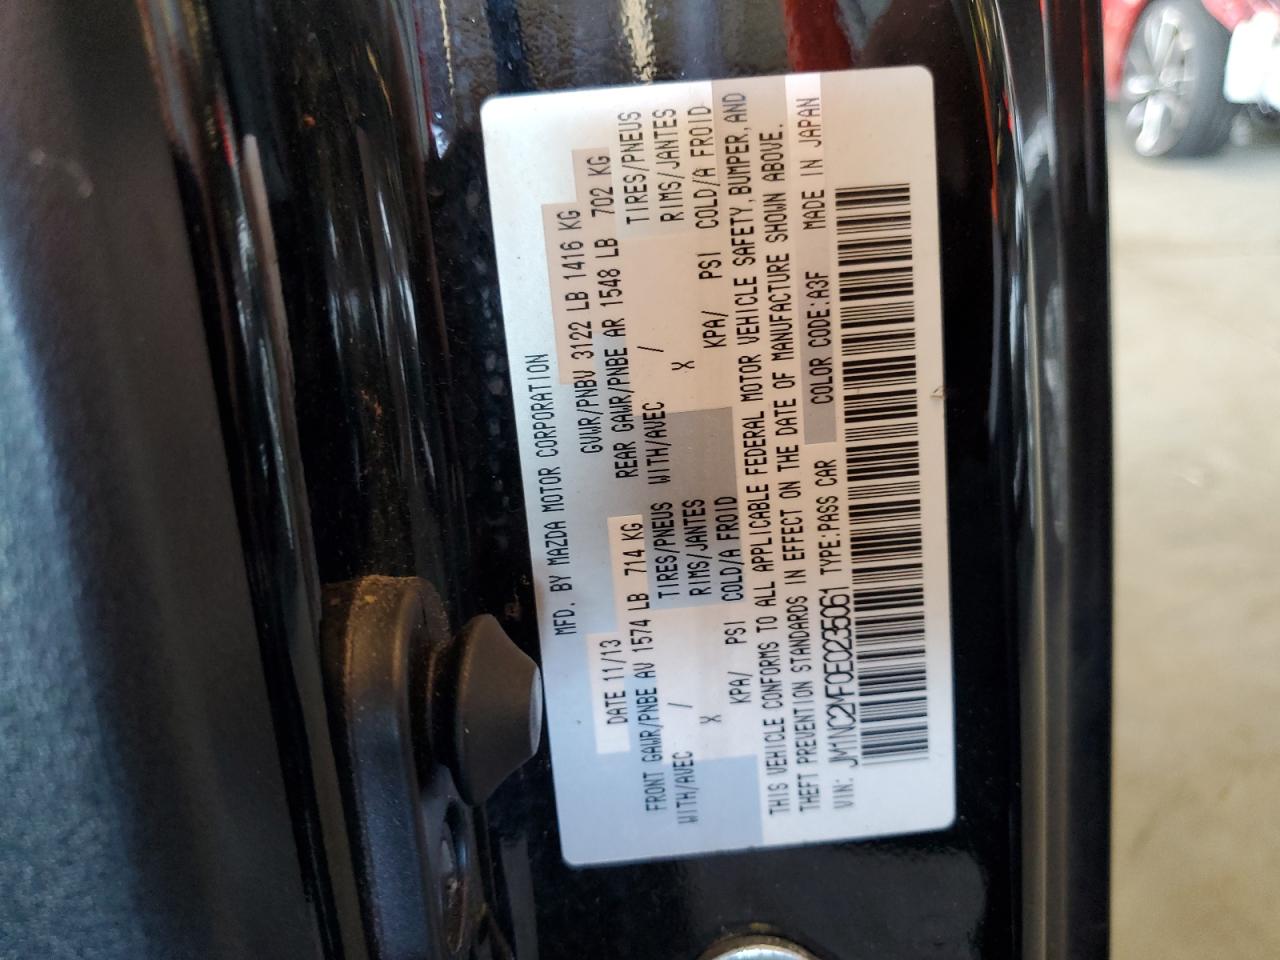 MFD. BY MAZDA MOTOR CORPORATION
DATE 11/13 GVWR/PNBV 3122 LB 1416 KG
FRONT GAWR/PNBE AV 1574 LB 714 KG REAR GAWR/PNBE AR 1548 LB 702 KG
WITH/AVEC / TIRES/PNEUS WITH/AVEC / TIRES/PNEUS
X RIMS/JANTES X RIMS/JANTES
KPA/ PSI COLD/A FROID KPA/ PSI COLD/A FROID
THIS VEHICLE CONFORMS TO ALL APPLICABLE FEDERAL MOTOR VEHICLE SAFETY, BUMPER, AND
THEFT PREVENTION STANDARDS IN EFFECT ON THE DATE OF MANUFACTURE SHOWN ABOVE.
VIN: JM1NC2MF0E0235061 TYPE:PASS CAR COLOR CODE:A3F MADE IN JAPAN